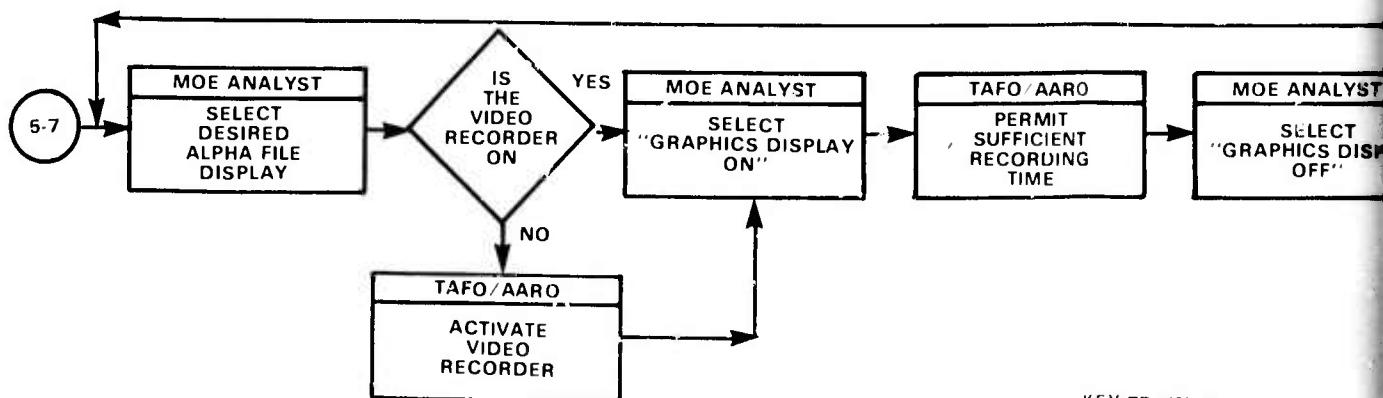 5-7
MOE ANALYST
SELECT
DESIRED
ALPHA FILE
DISPLAY
IS
THE
VIDEO
RECORDER
ON
YES
NO
TAFO/AARO
ACTIVATE
VIDEO
RECORDER
MOE ANALYST
SELECT
"GRAPHICS DISPLAY
ON"
TAFO/AARO
PERMIT
SUFFICIENT
RECORDING
TIME
MOE ANALYST
SELECT
"GRAPHICS DISP
OFF"
KEY